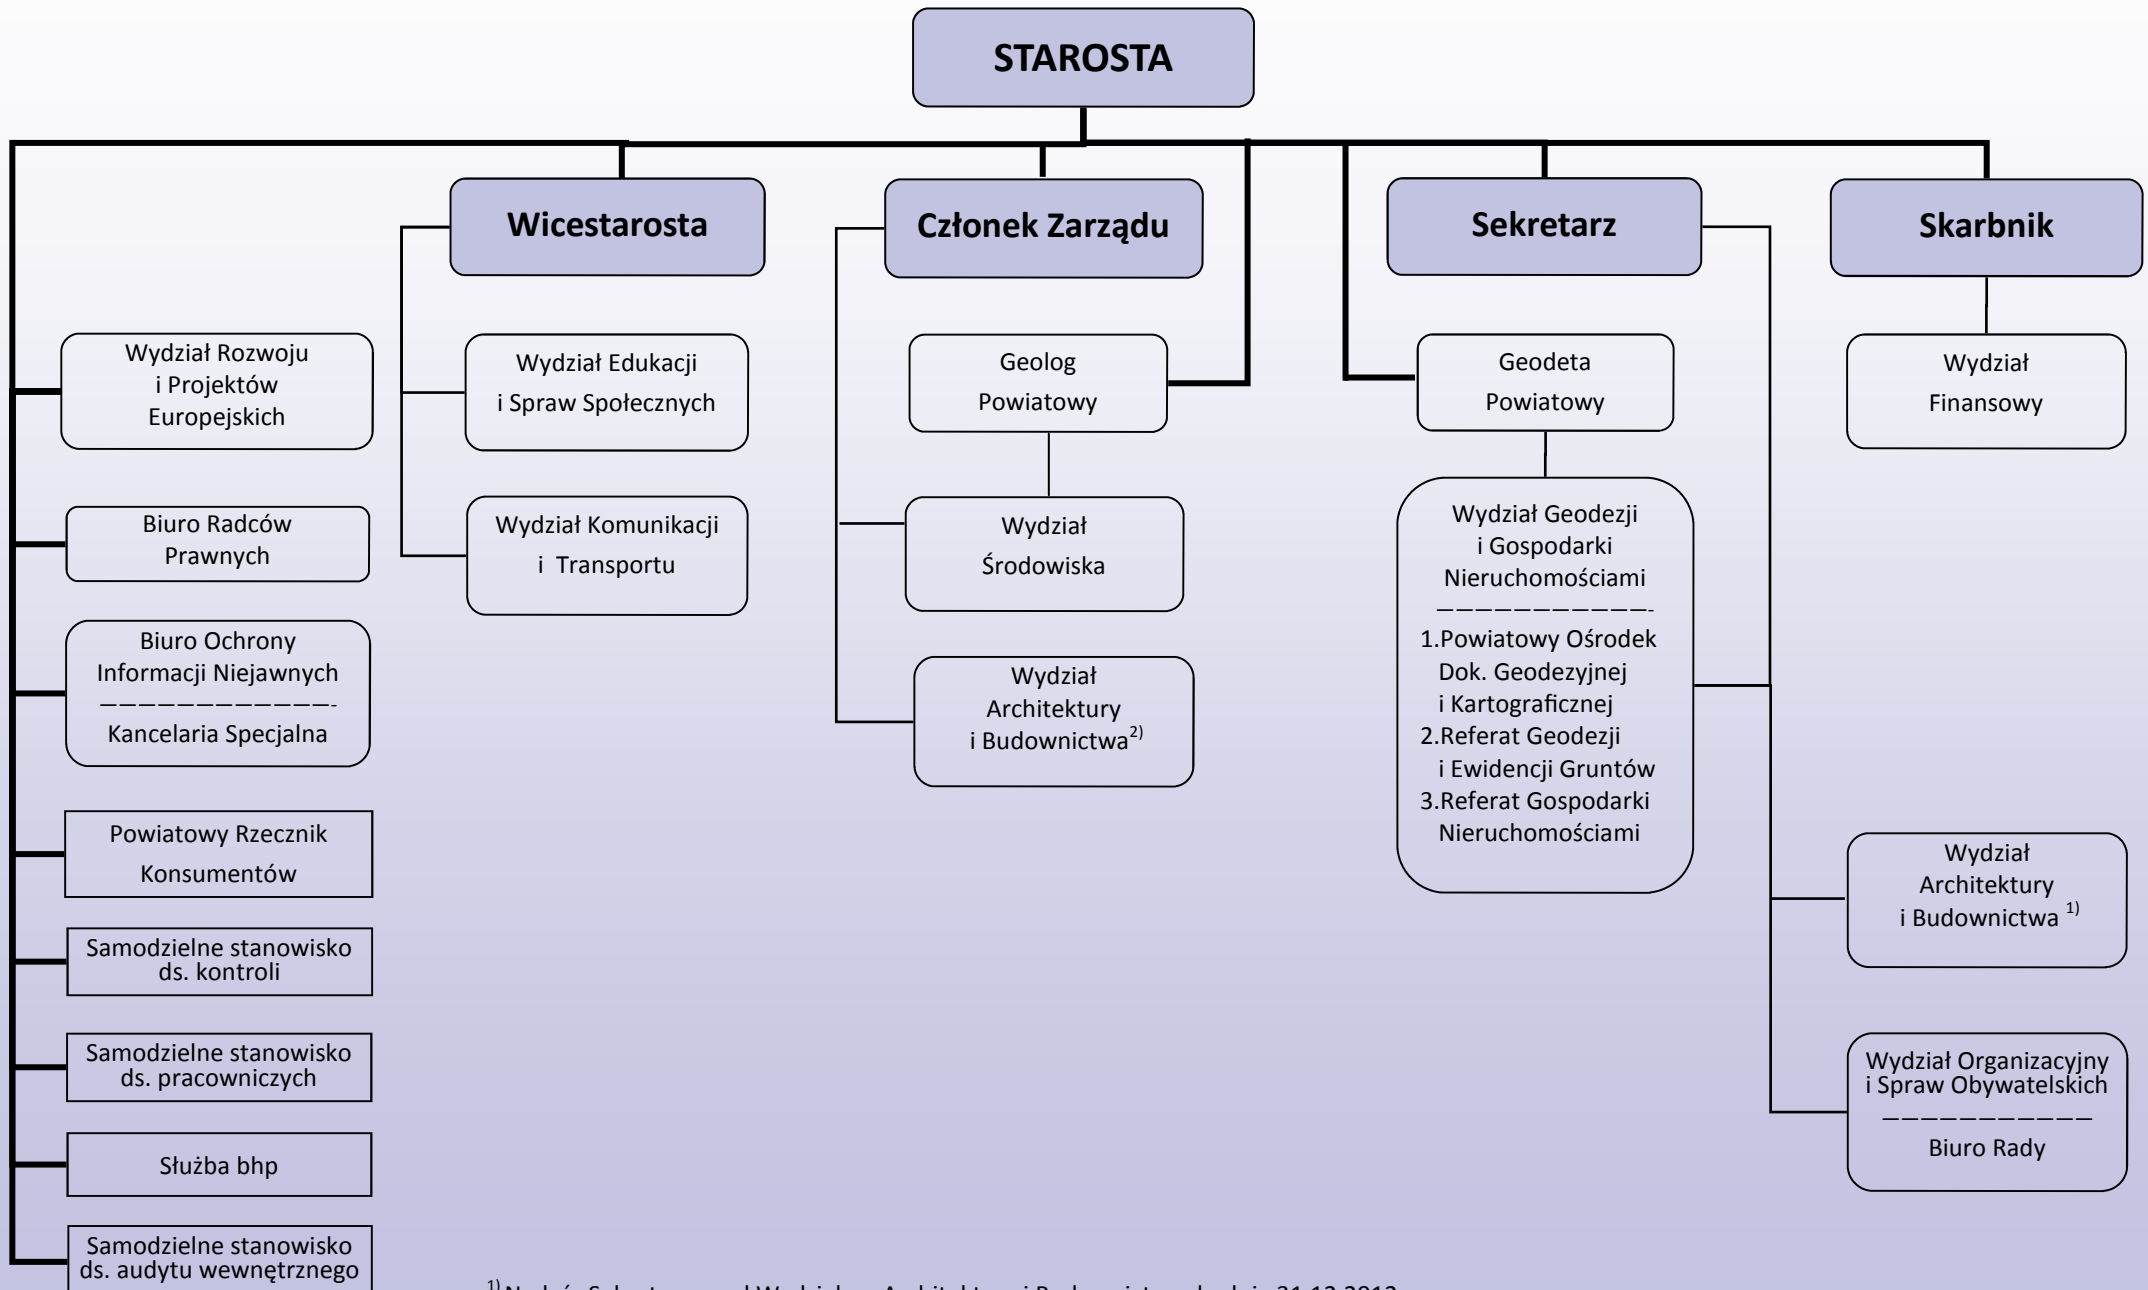 STAROSTA
Wicestarosta
Członek Zarządu
Sekretarz
Skarbnik
Wydział Rozwoju
i Projektów
Europejskich
Biuro Radców
Prawnych
Biuro Ochrony
Informacji Niejawnych
————————————-
Kancelaria Specjalna
Powiatowy Rzecznik
Konsumentów
Samodzielne stanowisko
ds. kontroli
Samodzielne stanowisko
ds. pracowniczych
Służba bhp
Samodzielne stanowisko
ds. audytu wewnętrznego
Wydział Edukacji
i Spraw Społecznych
Wydział Komunikacji
i Transportu
Geolog
Powiatowy
Wydział
Środowiska
Wydział
Architektury
i Budownictwa2)
Geodeta
Powiatowy
Wydział Geodezji
i Gospodarki
Nieruchomościami
———————————-
1.Powiatowy Ośrodek
Dok. Geodezyjnej
i Kartograficznej
2.Referat Geodezji
i Ewidencji Gruntów
3.Referat Gospodarki
Nieruchomościami
Wydział
Finansowy
Wydział
Architektury
i Budownictwa 1)
Wydział Organizacyjny
i Spraw Obywatelskich
———————————
Biuro Rady